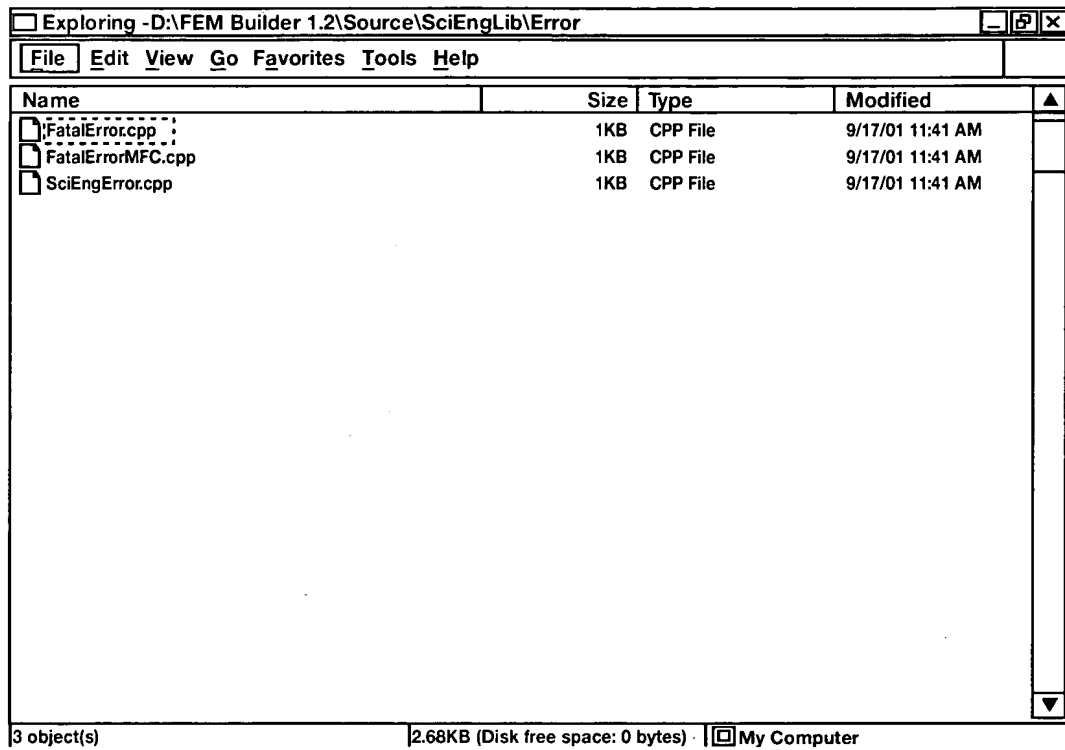 Exploring -D:\FEM Builder 1.2\Source\SciEngLib\Error
File Edit View Go Favorites Tools Help
Name Size Type Modified
FatalError.cpp 1KB CPP File 9/17/01 11:41 AM
FatalErrorMFC.cpp 1KB CPP File 9/17/01 11:41 AM
SciEngError.cpp 1KB CPP File 9/17/01 11:41 AM
3 object(s) 2.68KB (Disk free space: 0 bytes) My Computer